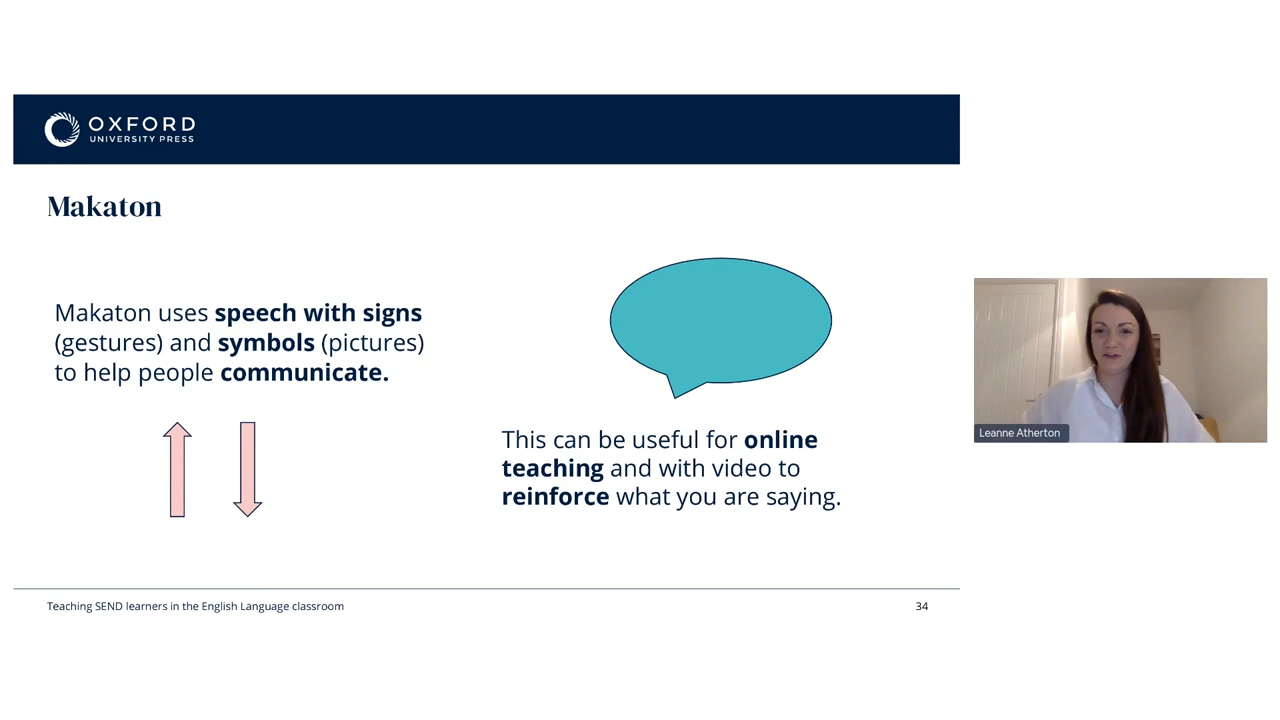 OXFORD
UNIVERSITY PRESS
Makaton
Makaton uses speech with signs
(gestures) and symbols (pictures)
to help people communicate.
This can be useful for online
teaching and with video to
reinforce what you are saying.
Leanne Atherton
Teaching SEND learners in the English Language classroom
34